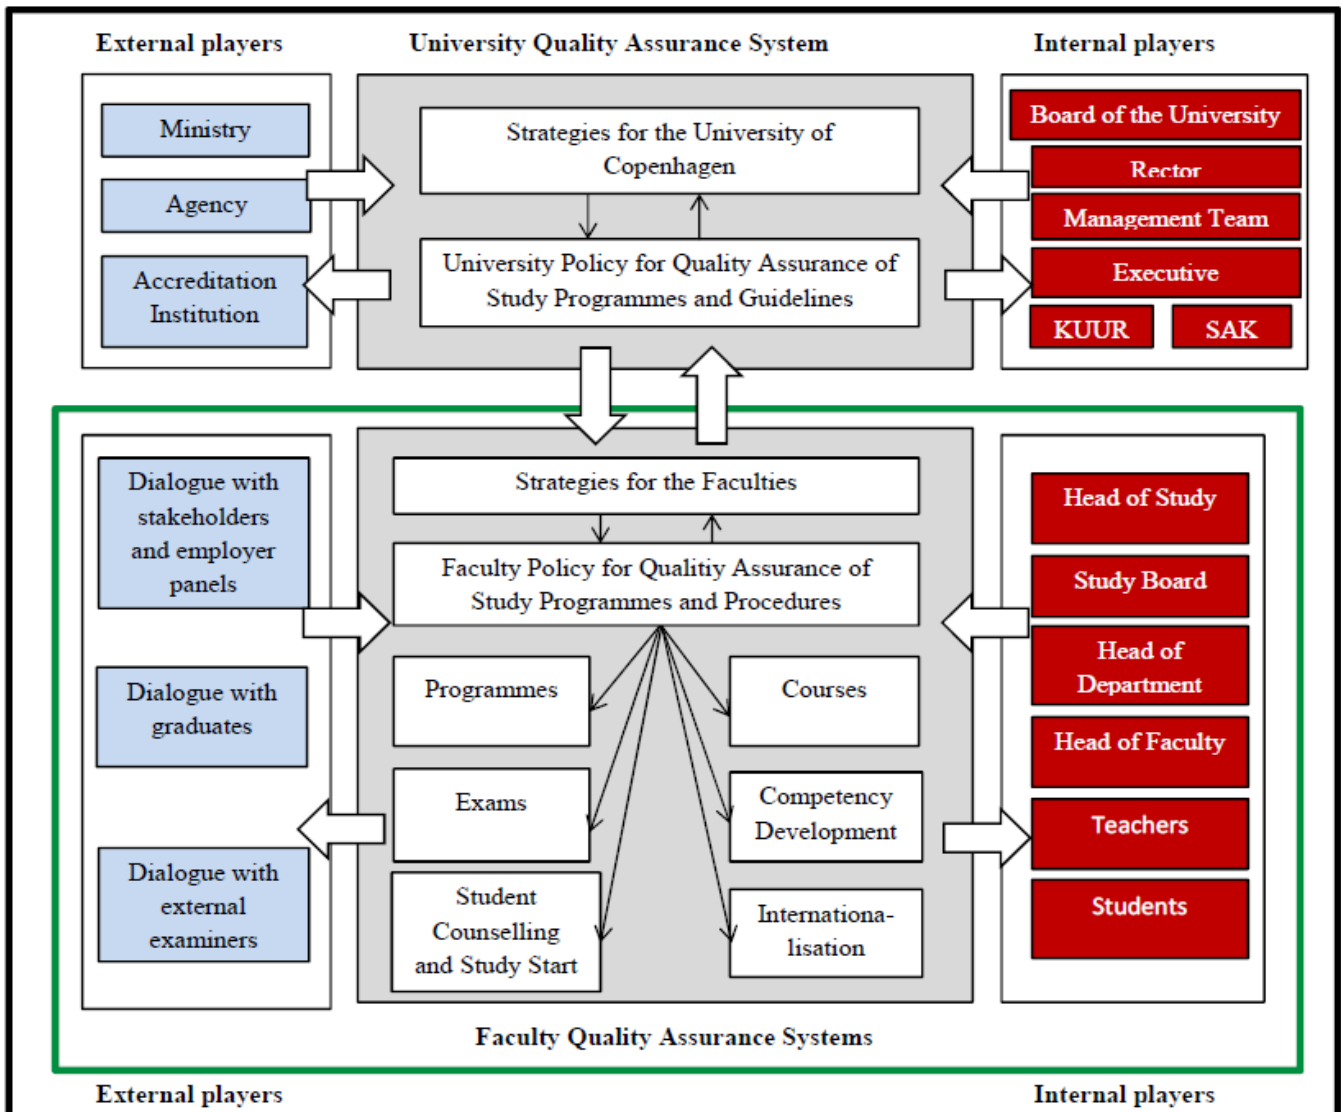 External players
University Quality Assurance System
Internal players
Ministry
Agency
Accreditation
Institution
Strategies for the University of
Copenhagen
University Policy for Quality Assurance of
Study Programmes and Guidelines
Board of the University
Rector
Management Team
Executive
KUUR
SAK
Dialogue with
stakeholders
and employer
panels
Dialogue with
graduates
Dialogue with
external
examiners
Strategies for the Faculties
Faculty Policy for Qualitiy Assurance of
Study Programmes and Procedures
Programmes
Courses
Exams
Competency
Development
Student
Counselling
and Study Start
Internationa-
lisation
Head of Study
Study Board
Head of
Department
Head of Faculty
Teachers
Students
Faculty Quality Assurance Systems
External players
Internal players